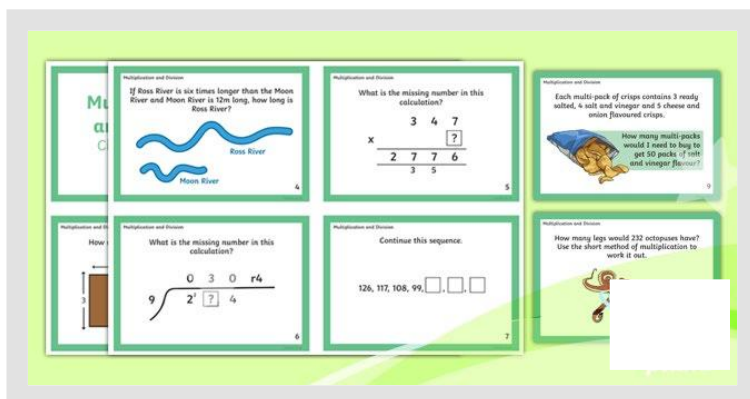 Mu
a
C
Multiplication and Division
If Ross River is six times longer than the Moon
River and Moon River is 12m long, how long is
Ross River?
Ross River
Moon River
4
Multiplication and Division
What is the missing number in this
calculation?
3 4 7
x ?
2 7 7 6
3 5
5
Multiplication and Division
Each multi-pack of crisps contains 3 ready
salted, 4 salt and vinegar and 5 cheese and
onion flavoured crisps.
How many multi-packs
would I need to buy to
get 50 packs of salt
and vinegar flavour?
9
Multiplication and Di
How
3
Multiplication and Division
What is the missing number in this
calculation?
0 3 0 r4
9 2 2 ? 4
6
Multiplication and Division
Continue this sequence.
126, 117, 108, 99, , ,
7
Multiplication and Division
How many legs would 232 octopuses have?
Use the short method of multiplication to
work it out.